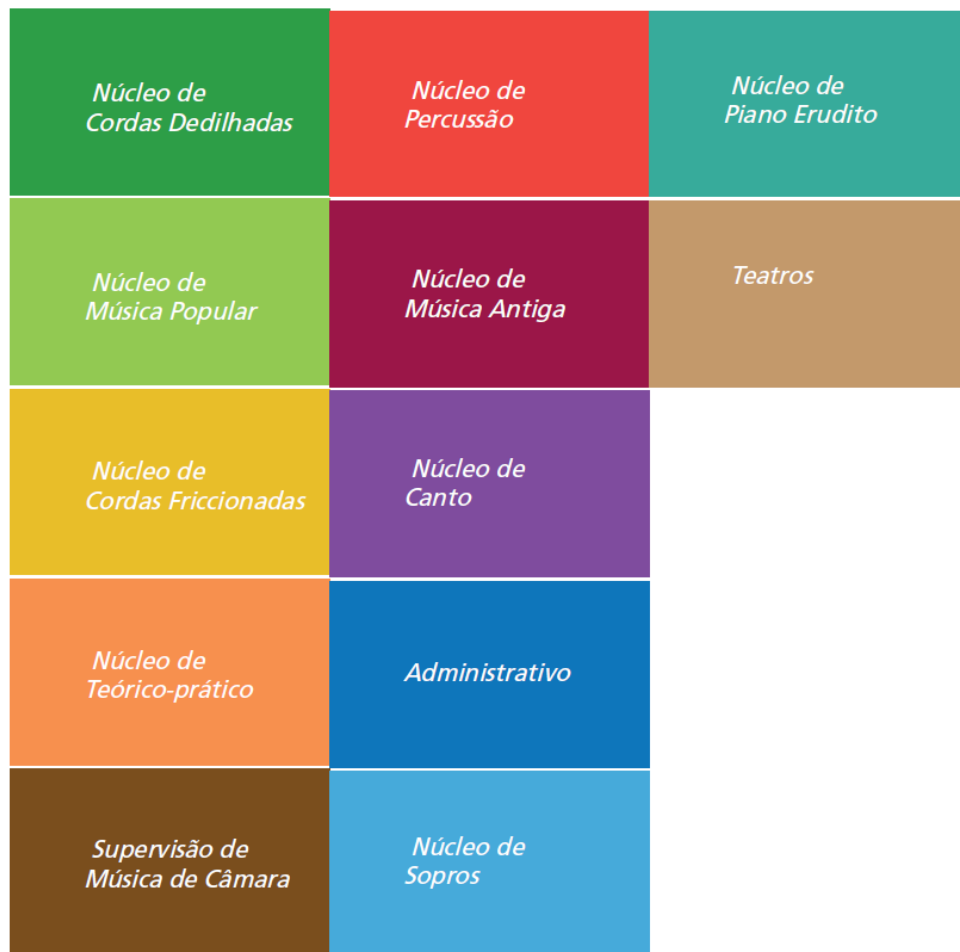 Núcleo de
Cordas Dedilhadas
Núcleo de
Percussão
Núcleo de
Piano Erudito
Núcleo de
Música Popular
Núcleo de
Música Antiga
Teatros
Núcleo de
Cordas Friccionadas
Núcleo de
Canto
Núcleo de
Teórico-prático
Administrativo
Supervisão de
Música de Câmara
Núcleo de
Sopros